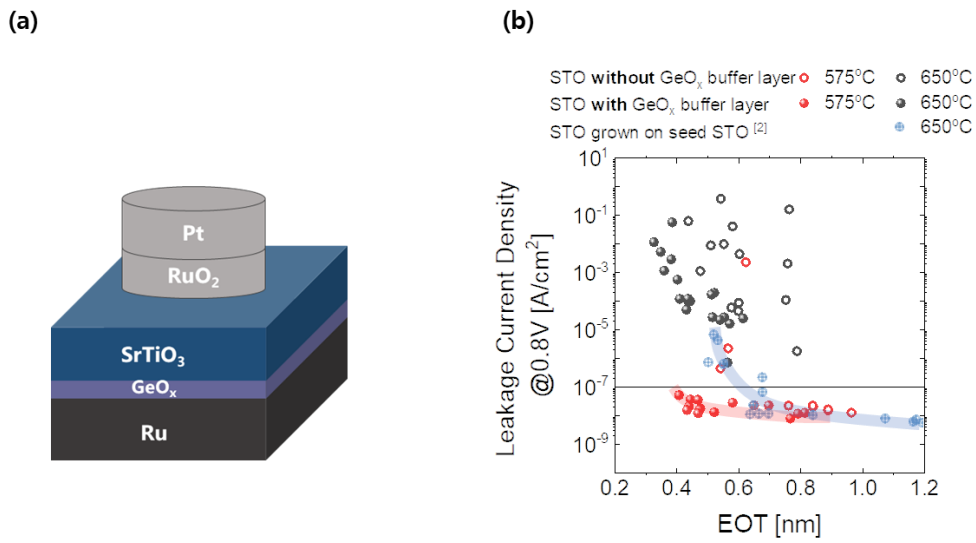 (a)
Pt
RuO₂
SrTiO₃
GeOₓ
Ru
(b)
STO without GeOₓ buffer layer 575°C 650°C
STO with GeOₓ buffer layer 575°C 650°C
STO grown on seed STO [2] 650°C
Leakage Current Density
@0.8V [A/cm²]
10¹
10⁻¹
10⁻³
10⁻⁵
10⁻⁷
10⁻⁹
0.2 0.4 0.6 0.8 1.0 1.2
EOT [nm]